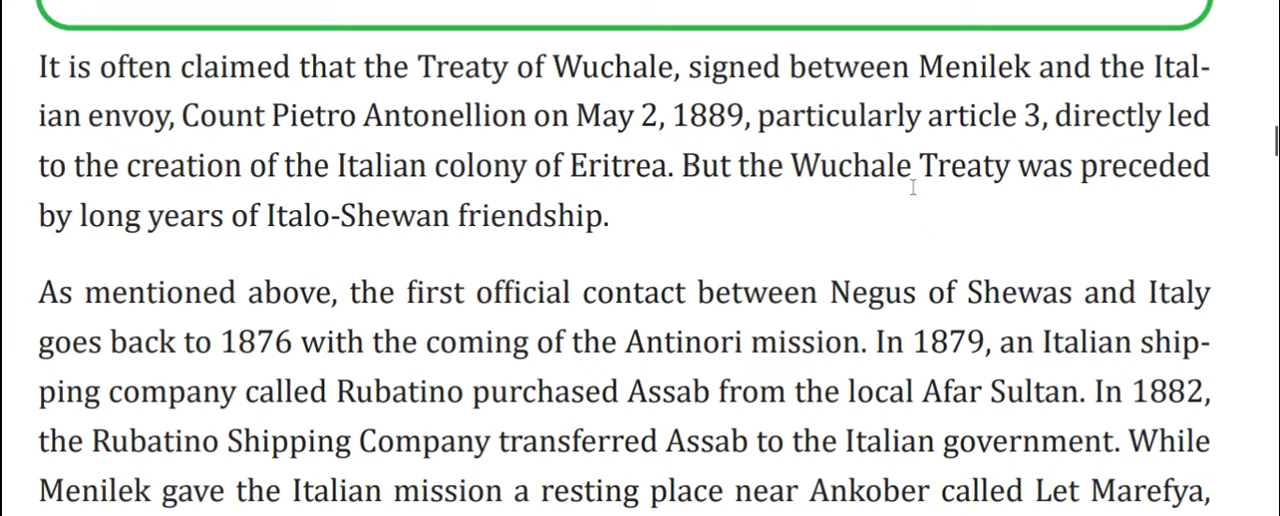 It is often claimed that the Treaty of Wuchale, signed between Menilek and the Ital-
ian envoy, Count Pietro Antonellion on May 2, 1889, particularly article 3, directly led
to the creation of the Italian colony of Eritrea. But the Wuchale Treaty was preceded
by long years of Italo-Shewan friendship.
As mentioned above, the first official contact between Negus of Shewas and Italy
goes back to 1876 with the coming of the Antinori mission. In 1879, an Italian ship-
ping company called Rubatino purchased Assab from the local Afar Sultan. In 1882,
the Rubatino Shipping Company transferred Assab to the Italian government. While
Menilek gave the Italian mission a resting place near Ankober called Let Marefya,